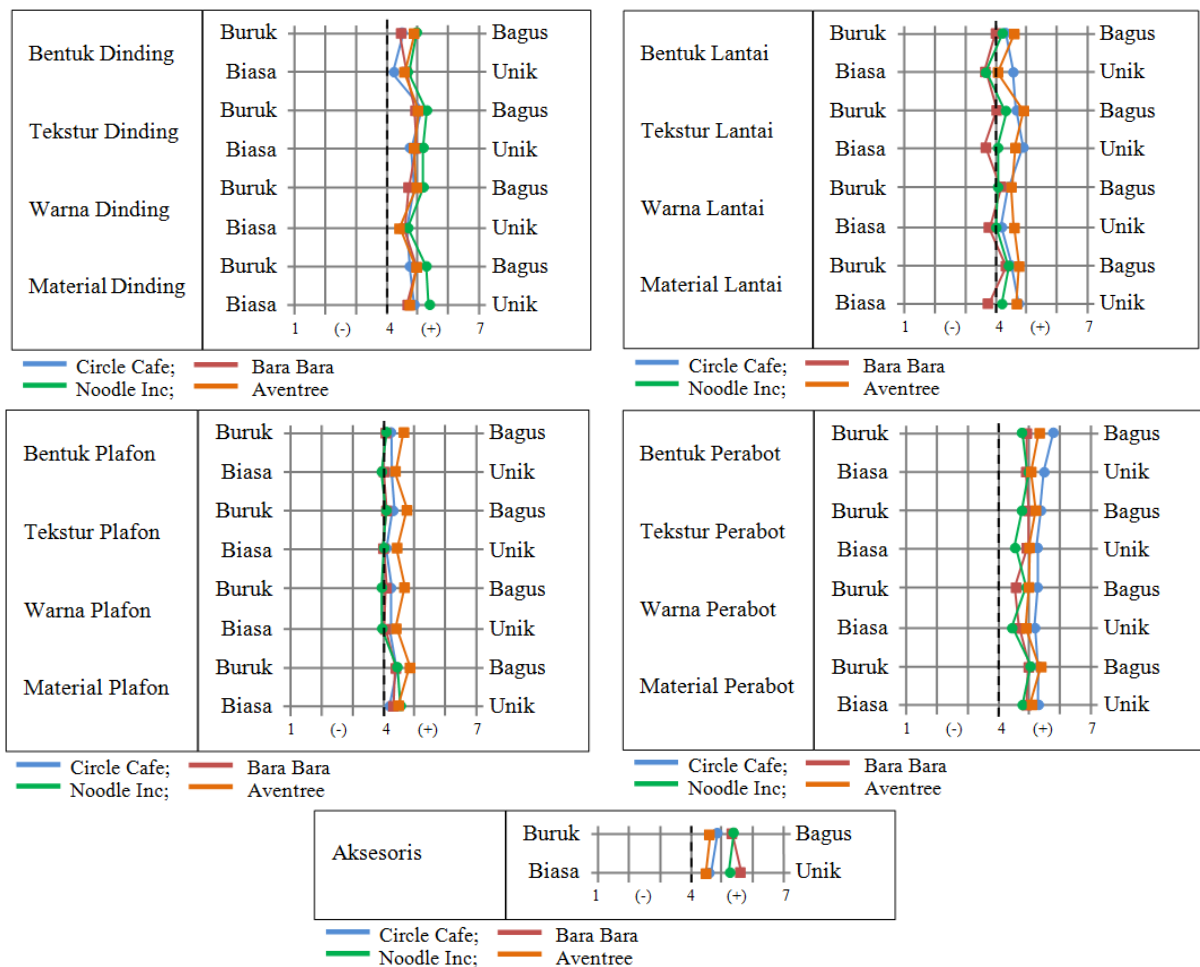 Bentuk Dinding
Buruk Bagus
Biasa Unik
Tekstur Dinding
Buruk Bagus
Biasa Unik
Warna Dinding
Buruk Bagus
Biasa Unik
Material Dinding
Buruk Bagus
Biasa Unik
1 (-) 4 (+) 7
Circle Cafe; Bara Bara
Noodle Inc; Aventree
Bentuk Lantai
Buruk Bagus
Biasa Unik
Tekstur Lantai
Buruk Bagus
Biasa Unik
Warna Lantai
Buruk Bagus
Biasa Unik
Material Lantai
Buruk Bagus
Biasa Unik
1 (-) 4 (+) 7
Circle Cafe; Bara Bara
Noodle Inc; Aventree
Bentuk Plafon
Buruk Bagus
Biasa Unik
Tekstur Plafon
Buruk Bagus
Biasa Unik
Warna Plafon
Buruk Bagus
Biasa Unik
Material Plafon
Buruk Bagus
Biasa Unik
1 (-) 4 (+) 7
Circle Cafe; Bara Bara
Noodle Inc; Aventree
Bentuk Perabot
Buruk Bagus
Biasa Unik
Tekstur Perabot
Buruk Bagus
Biasa Unik
Warna Perabot
Buruk Bagus
Biasa Unik
Material Perabot
Buruk Bagus
Biasa Unik
1 (-) 4 (+) 7
Circle Cafe; Bara Bara
Noodle Inc; Aventree
Aksesoris
Buruk Bagus
Biasa Unik
1 (-) 4 (+) 7
Circle Cafe; Bara Bara
Noodle Inc; Aventree